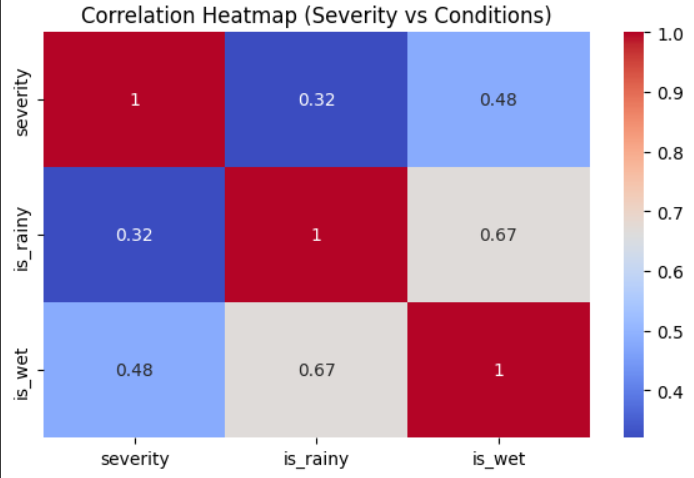 Correlation Heatmap (Severity vs Conditions)
severity
1
0.32
0.48
is_rainy
0.32
1
0.67
is_wet
0.48
0.67
1
severity
is_rainy
is_wet
1.0
0.9
0.8
0.7
0.6
0.5
0.4